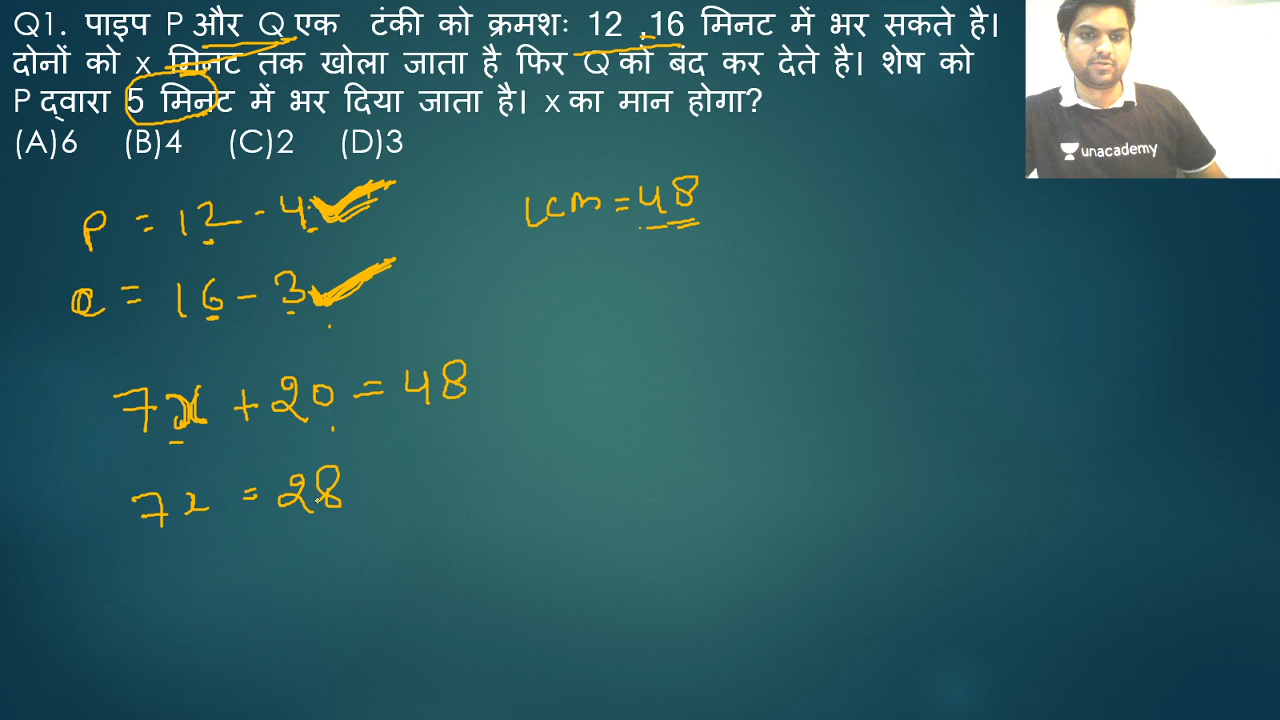 Q1. पाइप P और Q एक टंकी को क्रमशः 12 ,16 मिनट में भर सकते है।
दोनों को x मिनट तक खोला जाता है फिर Q को बंद कर देते है। शेष को
P द्वारा 5 मिनट में भर दिया जाता है। x का मान होगा?
(A)6 (B)4 (C)2 (D)3
unacademy
P = 12 - 4
LCM = 48
Q = 16 - 3
7x + 20 = 48
7x = 28